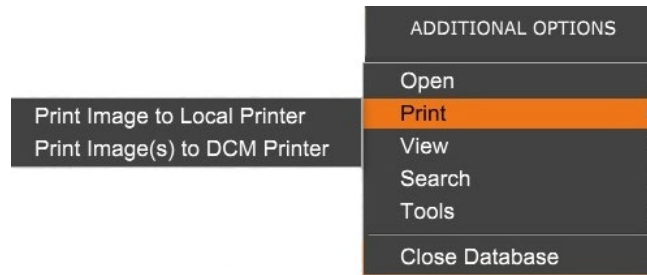 ADDITIONAL OPTIONS
Open
Print
Print Image to Local Printer
Print Image(s) to DCM Printer
View
Search
Tools
Close Database